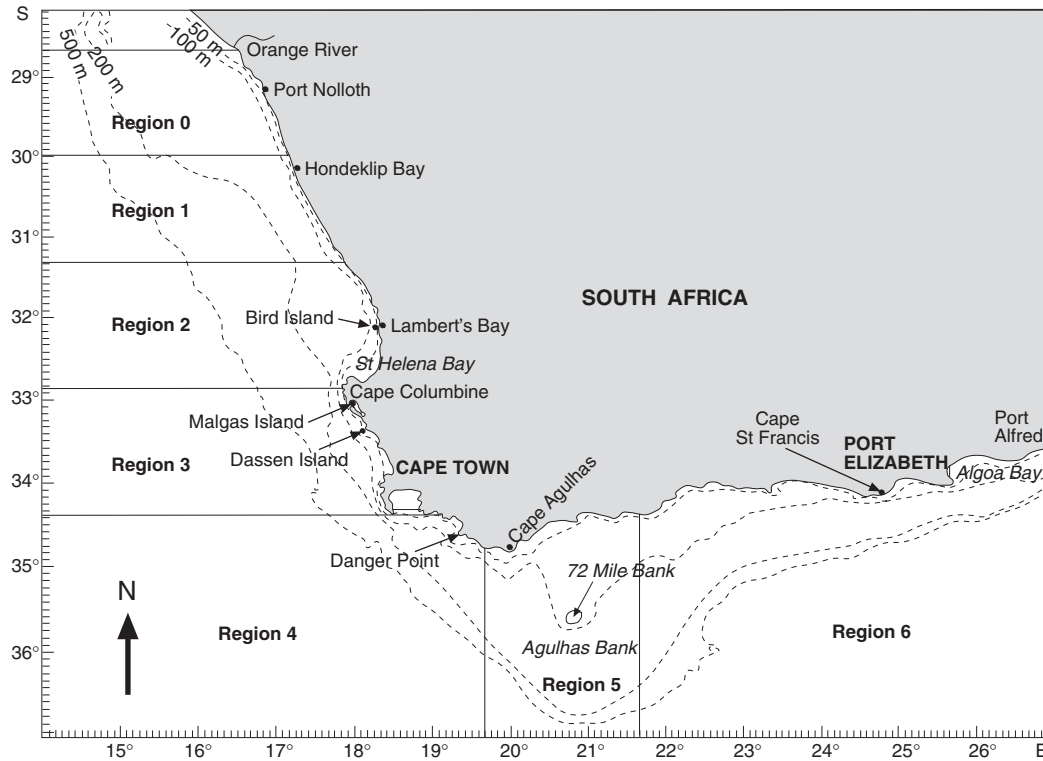 S
50 m
100 m
200 m
500 m
Orange River
29°
Port Nolloth
Region 0
30°
Hondeklip Bay
Region 1
31°
SOUTH AFRICA
Bird Island
Lambert's Bay
32°
Region 2
St Helena Bay
33°
Cape Columbine
Malgas Island
Cape
St Francis
Port
Alfred
PORT
ELIZABETH
Dassen Island
Region 3
CAPE TOWN
Algoa Bay
34°
Cape Agulhas
Danger Point
35°
72 Mile Bank
N
Region 4
Agulhas Bank
Region 6
36°
Region 5
15°
16°
17°
18°
19°
20°
21°
22°
23°
24°
25°
26°
E